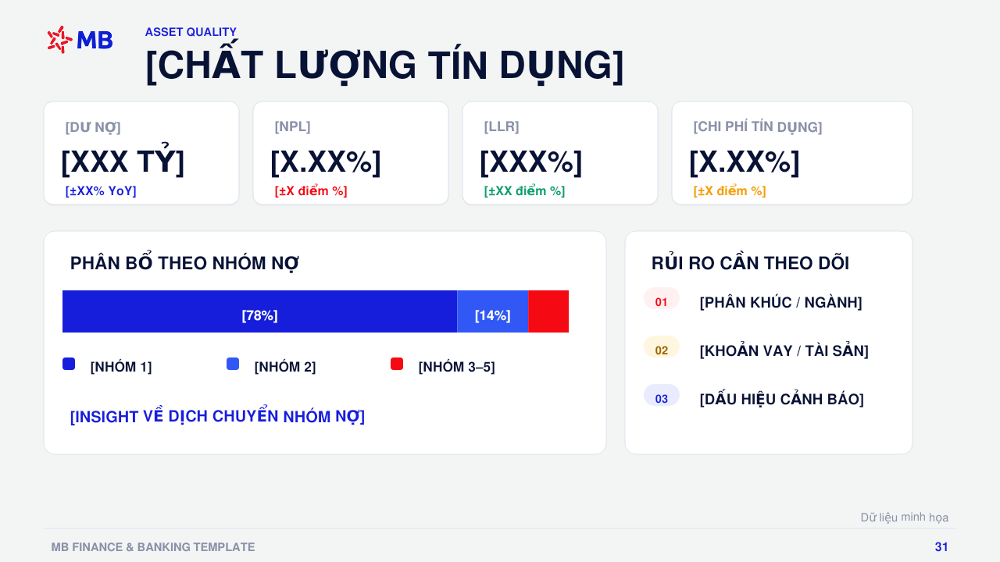 MB
ASSET QUALITY
[CHẤT LƯỢNG TÍN DỤNG]
[DƯ NỢ]
[XXX TỶ]
[±XX% YoY]
[NPL]
[X.XX%]
[±X điểm %]
[LLR]
[XXX%]
[±XX điểm %]
[CHI PHÍ TÍN DỤNG]
[X.XX%]
[±X điểm %]
PHÂN BỔ THEO NHÓM NỢ
[78%]
[14%]
[NHÓM 1]
[NHÓM 2]
[NHÓM 3–5]
[INSIGHT VỀ DỊCH CHUYỂN NHÓM NỢ]
RỦI RO CẦN THEO DÕI
01 [PHÂN KHÚC / NGÀNH]
02 [KHOẢN VAY / TÀI SẢN]
03 [DẤU HIỆU CẢNH BÁO]
Dữ liệu minh họa
MB FINANCE & BANKING TEMPLATE
31